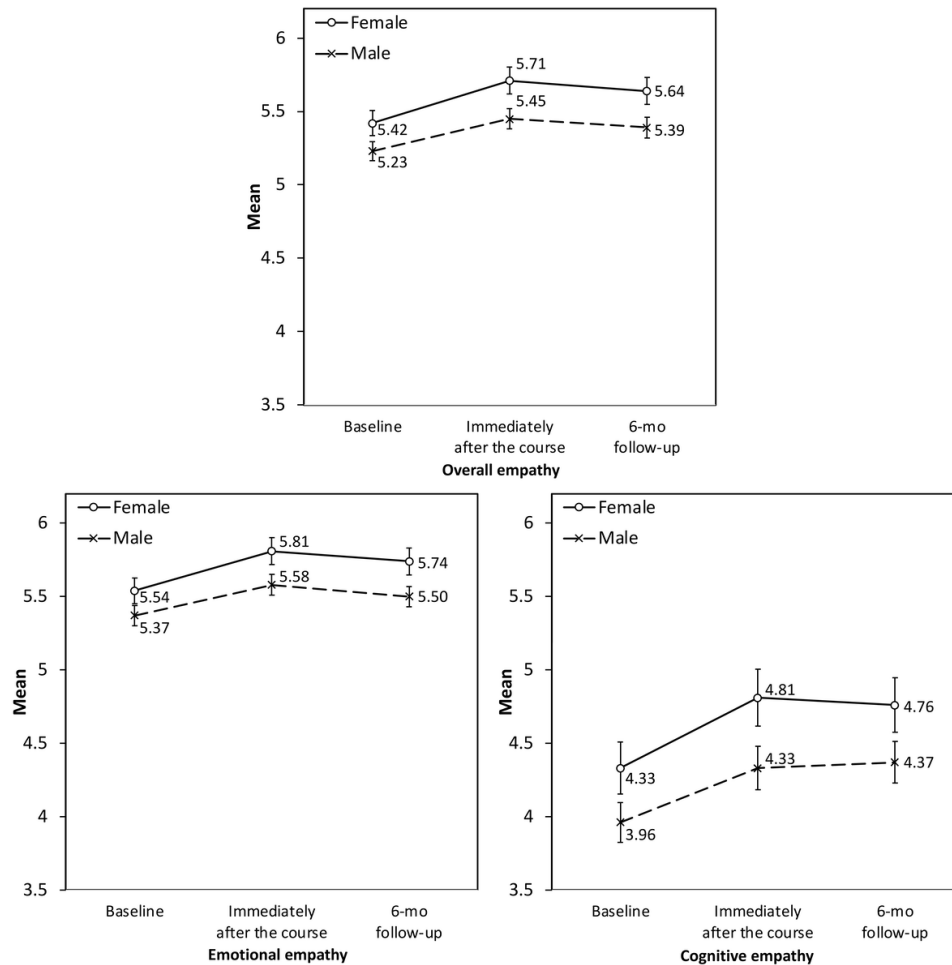 Female
Male
6
5.5
5
4.5
4
3.5
Mean
5.42
5.71
5.64
5.23
5.45
5.39
Baseline
Immediately
after the course
6-mo
follow-up
Overall empathy
Female
Male
6
5.5
5
4.5
4
3.5
Mean
5.54
5.81
5.74
5.37
5.58
5.50
Baseline
Immediately
after the course
6-mo
follow-up
Emotional empathy
Female
Male
6
5.5
5
4.5
4
3.5
Mean
4.33
4.81
4.76
3.96
4.33
4.37
Baseline
Immediately
after the course
6-mo
follow-up
Cognitive empathy